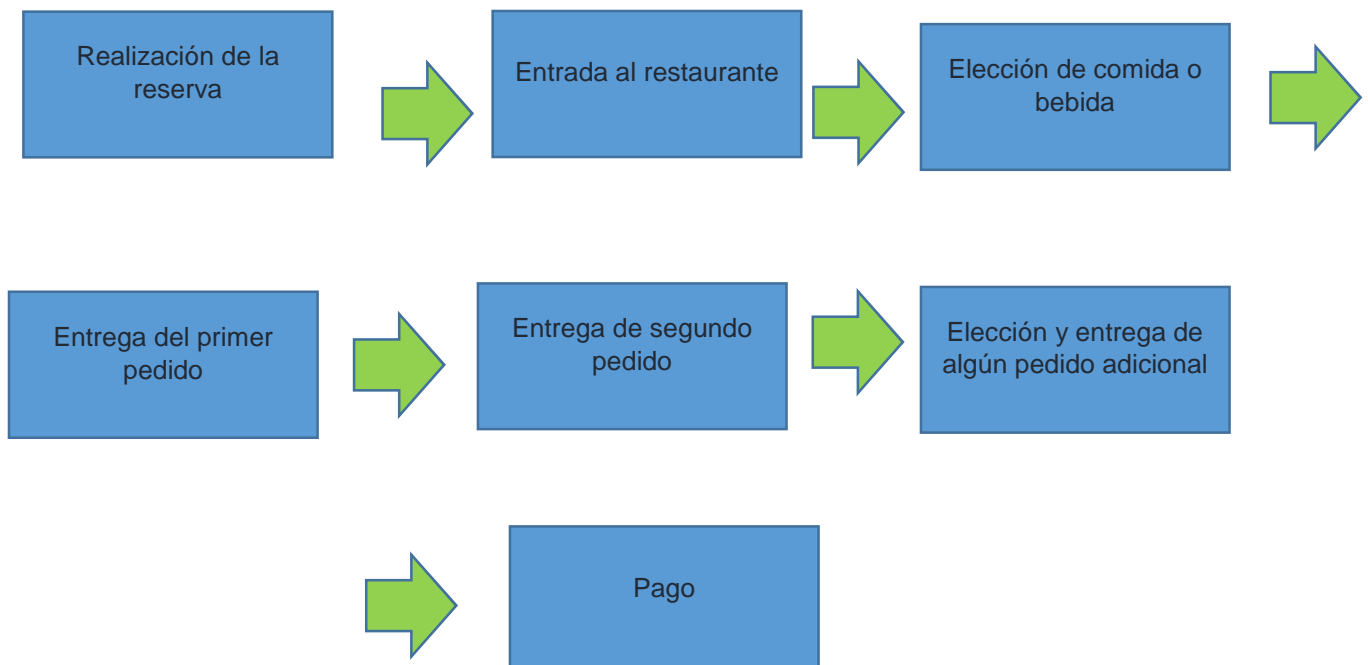 Realización de la
reserva
Entrada al restaurante
Elección de comida o
bebida
Entrega del primer
pedido
Entrega de segundo
pedido
Elección y entrega de
algún pedido adicional
Pago